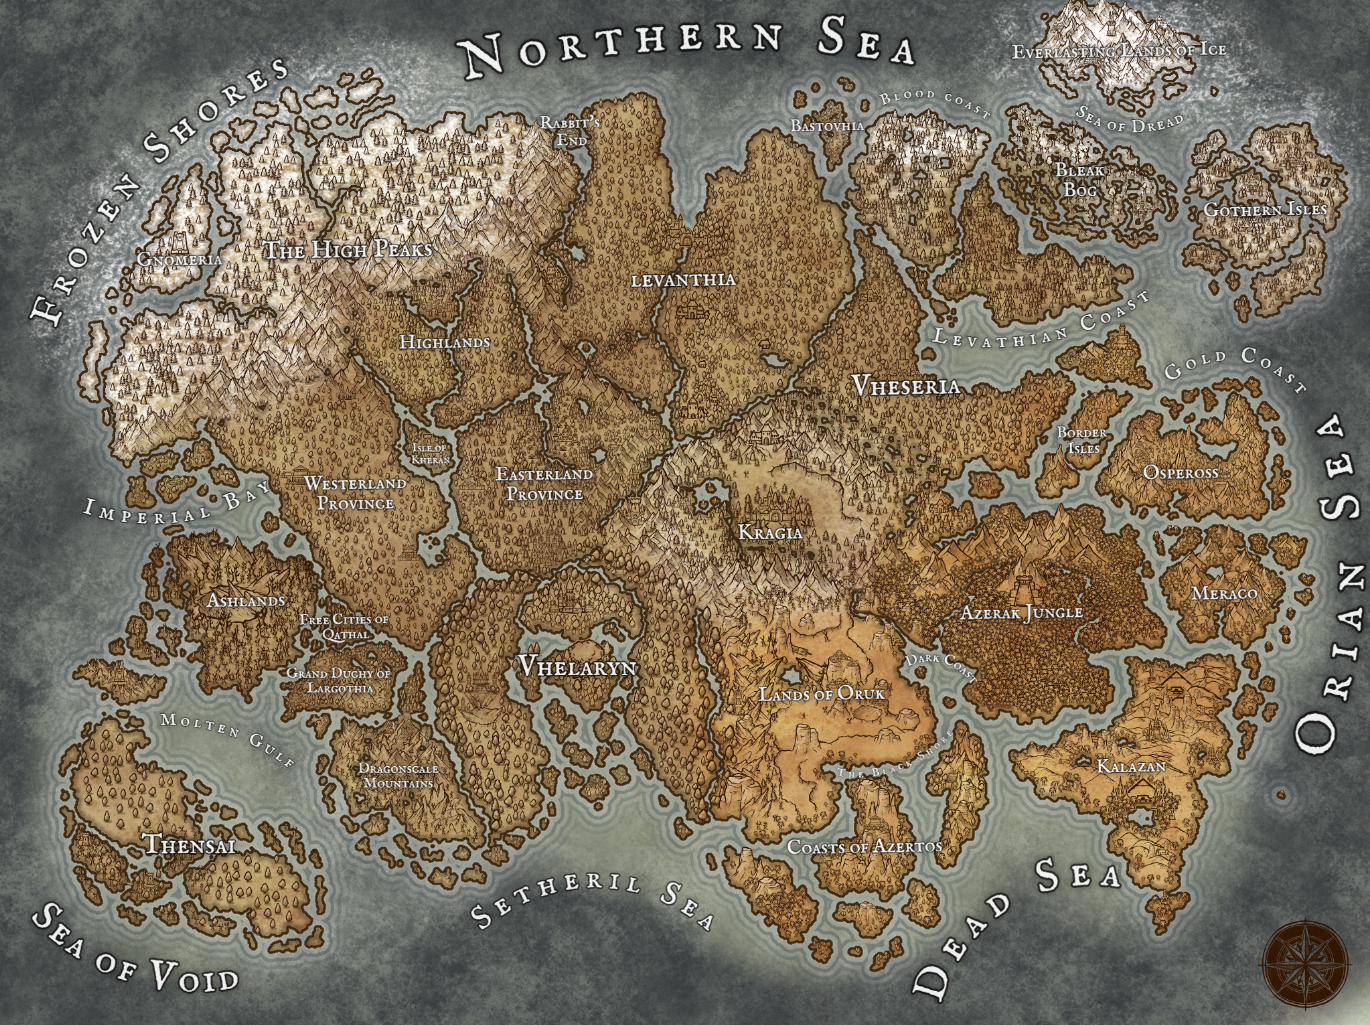 Northern Sea
Everlasting Lands of Ice
Frozen Shores
Blood Coast
Sea of Dread
Rabbit's
End
Bastovhia
Bleak
Bog
Gothern Isles
Gnomeria
The High Peaks
Levanthia
Highlands
Levathian Coast
Gold Coast
Vheseria
Isle of
Kheran
Border
Isles
Westerland
Province
Easterland
Province
Ospeross
Orian Sea
Imperial Bay
Kragia
Ashlands
Free Cities of
Qathal
Azerak Jungle
Meraco
Grand Duchy of
Largothia
Vhelaryn
Dark Coast
Lands of Oruk
Molten Gulf
Dragonscale
Mountains
Kalazan
Thensai
Coasts of Azertos
Setheril Sea
Dead Sea
Sea of Void